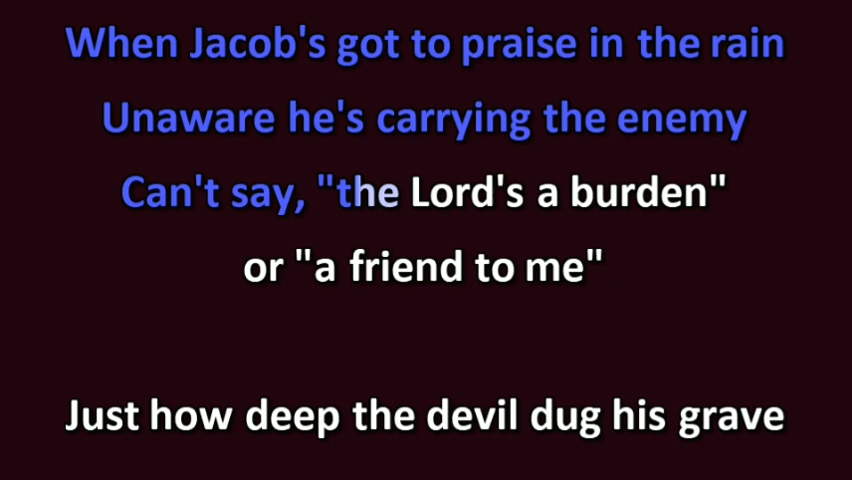 When Jacob's got to praise in the rain
Unaware he's carrying the enemy
Can't say, "the Lord's a burden"
or "a friend to me"
Just how deep the devil dug his grave